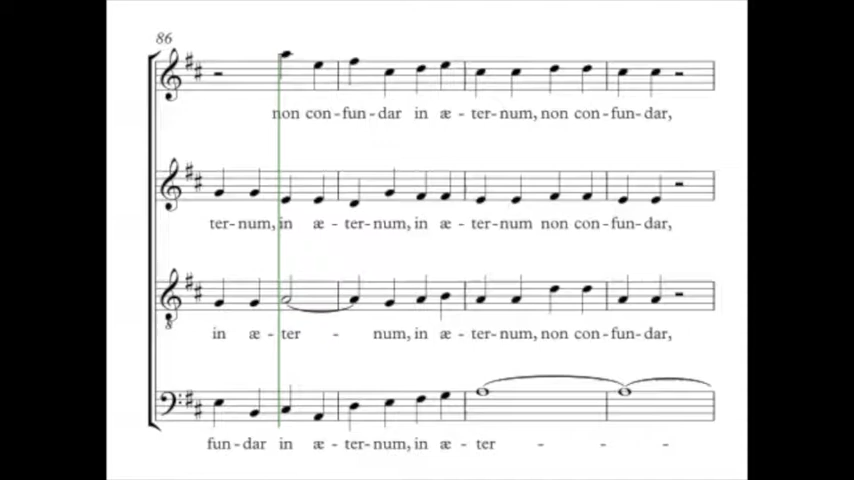 86
non con-fun-dar in æ-ter-num, non con-fun-dar,
ter-num, in æ-ter-num, in æ-ter-num non con-fun-dar,
8
in æ-ter-num, in æ-ter-num, non con-fun-dar,
fun-dar in æ-ter-num, in æ-ter - - -